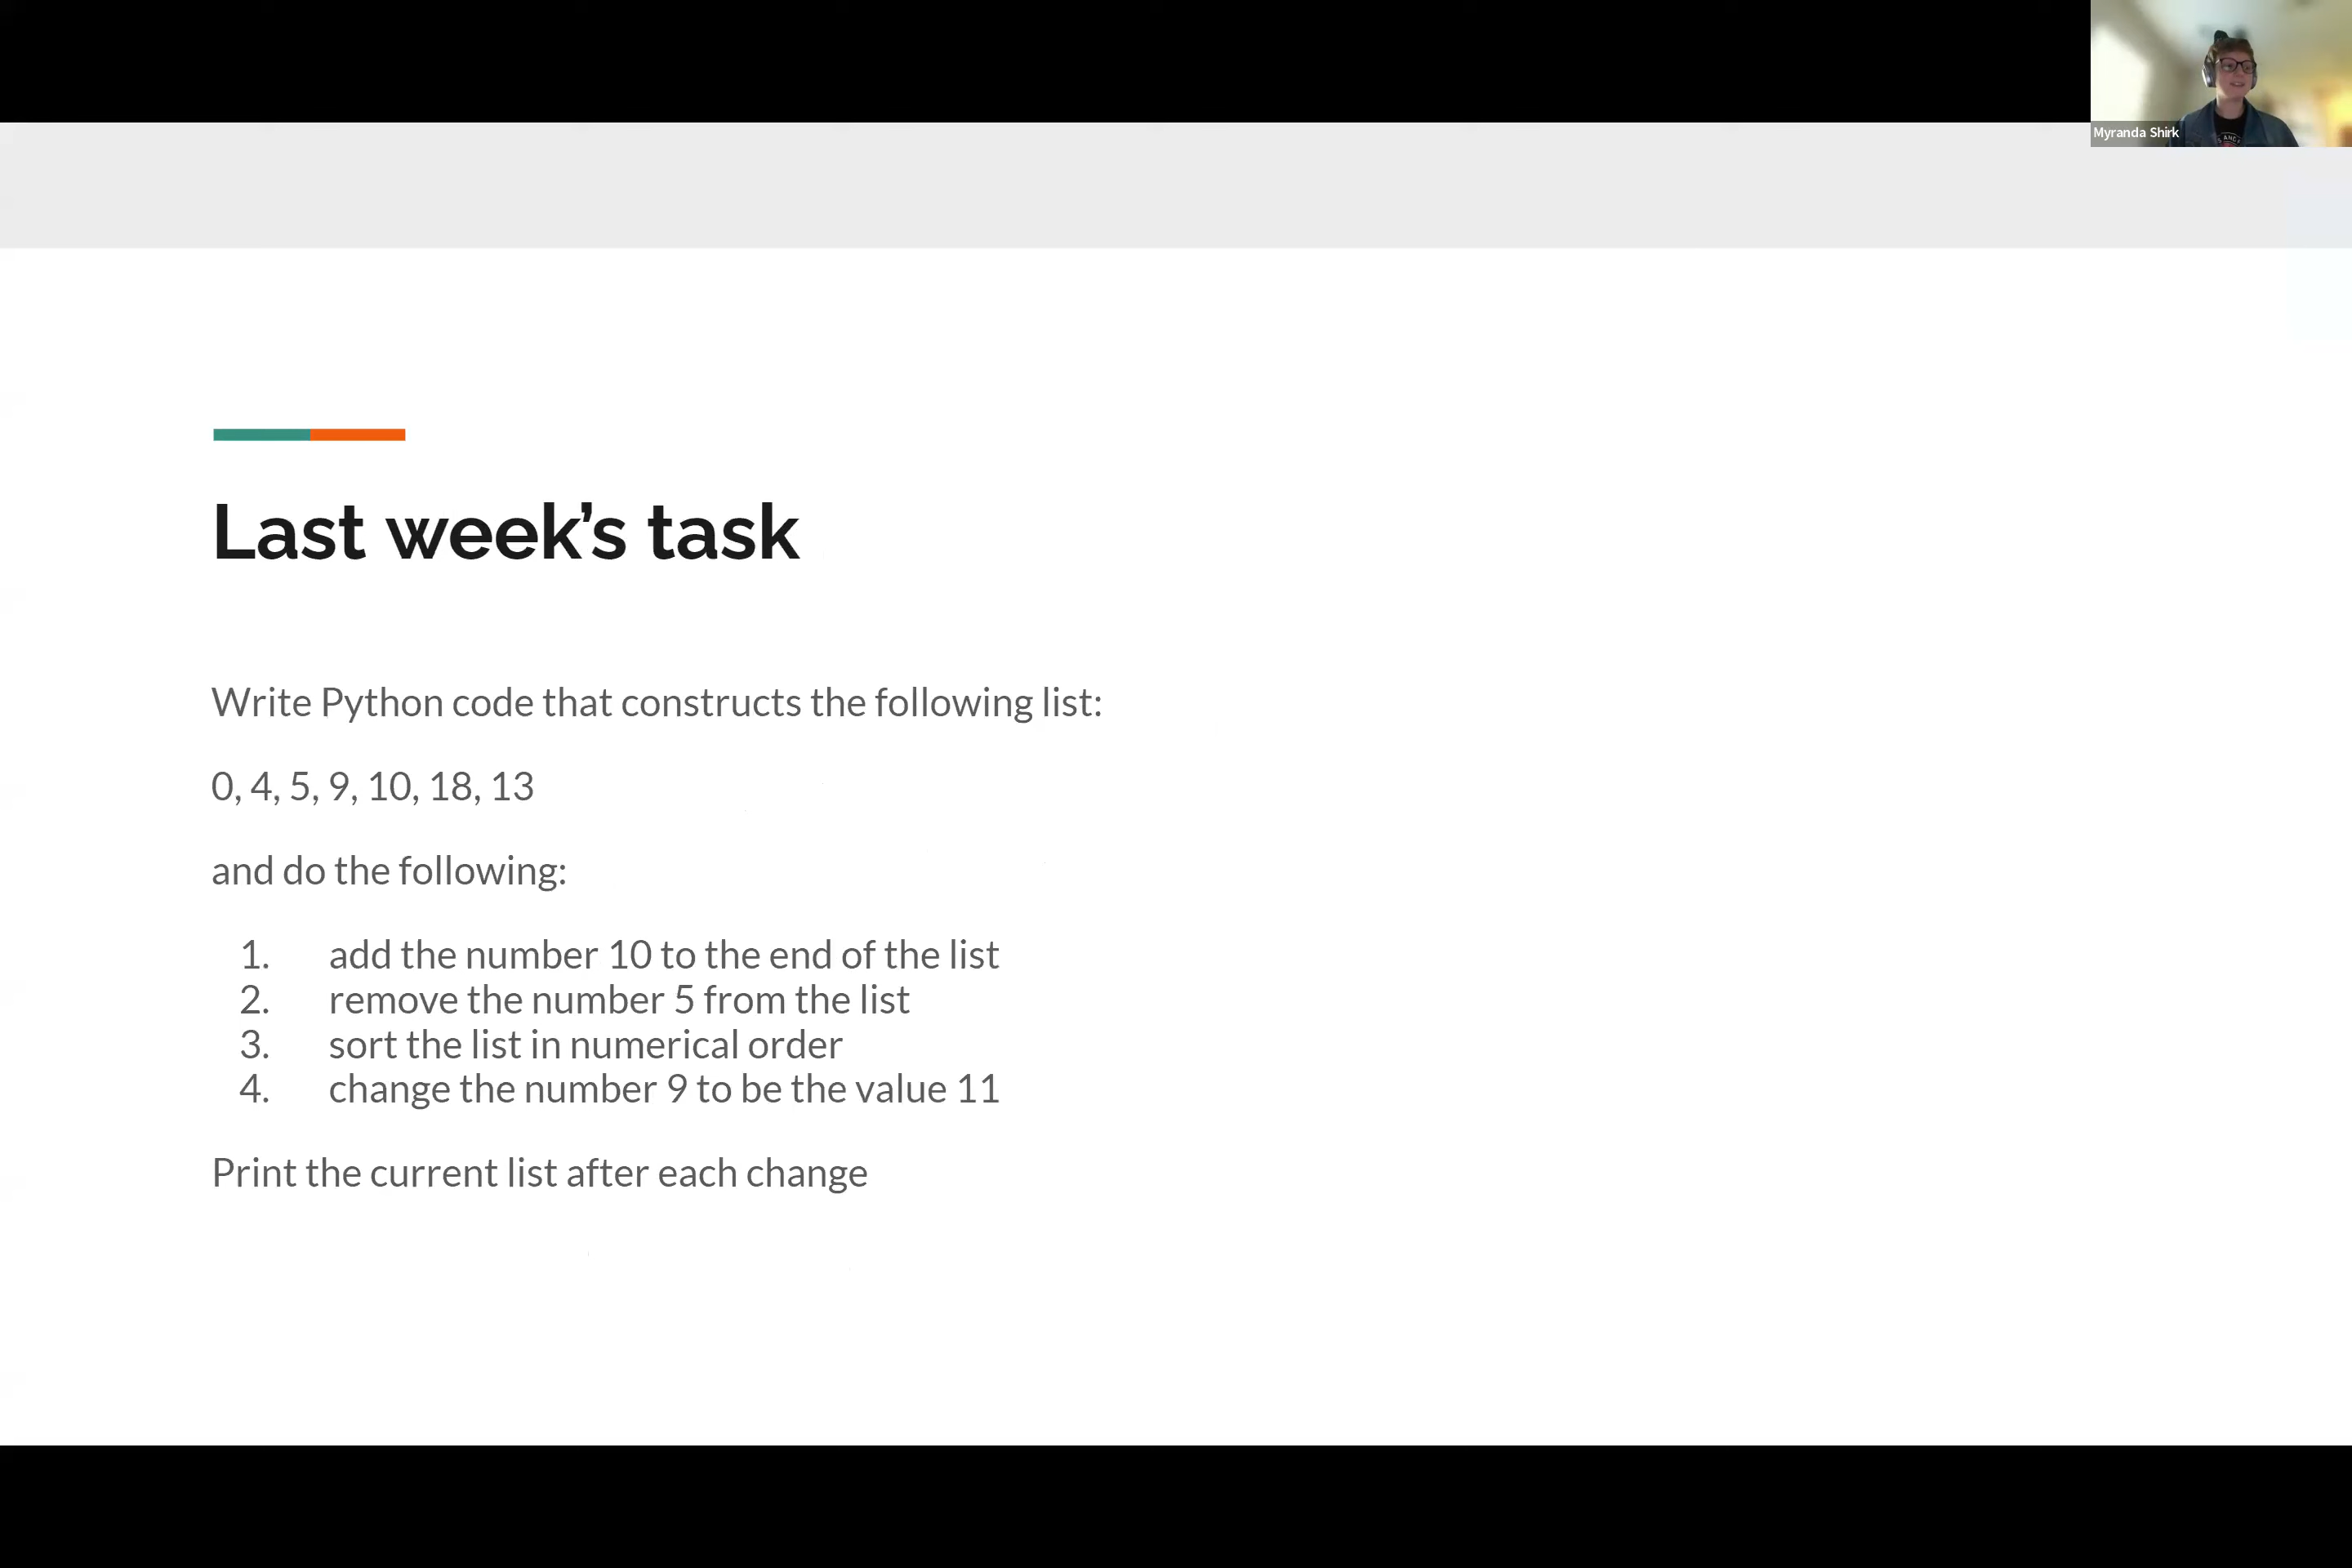 Myranda Shirk
Last week’s task
Write Python code that constructs the following list:
0, 4, 5, 9, 10, 18, 13
and do the following:
1. add the number 10 to the end of the list
2. remove the number 5 from the list
3. sort the list in numerical order
4. change the number 9 to be the value 11
Print the current list after each change